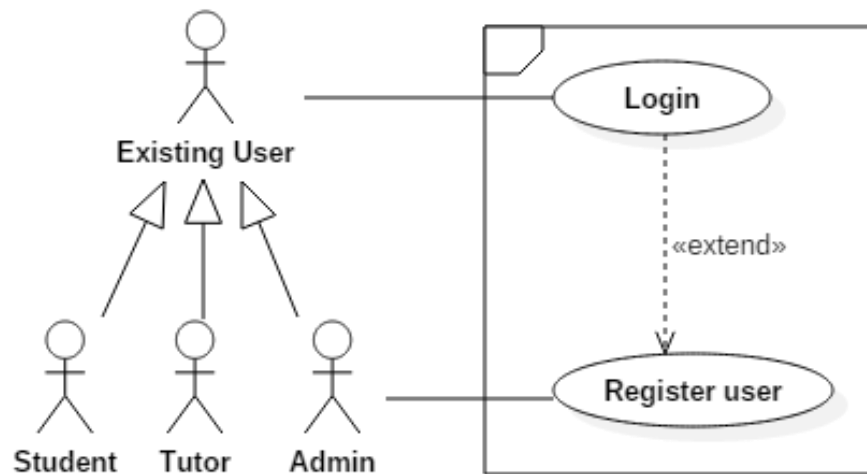 Login
Existing User
«extend»
Register user
Student Tutor Admin